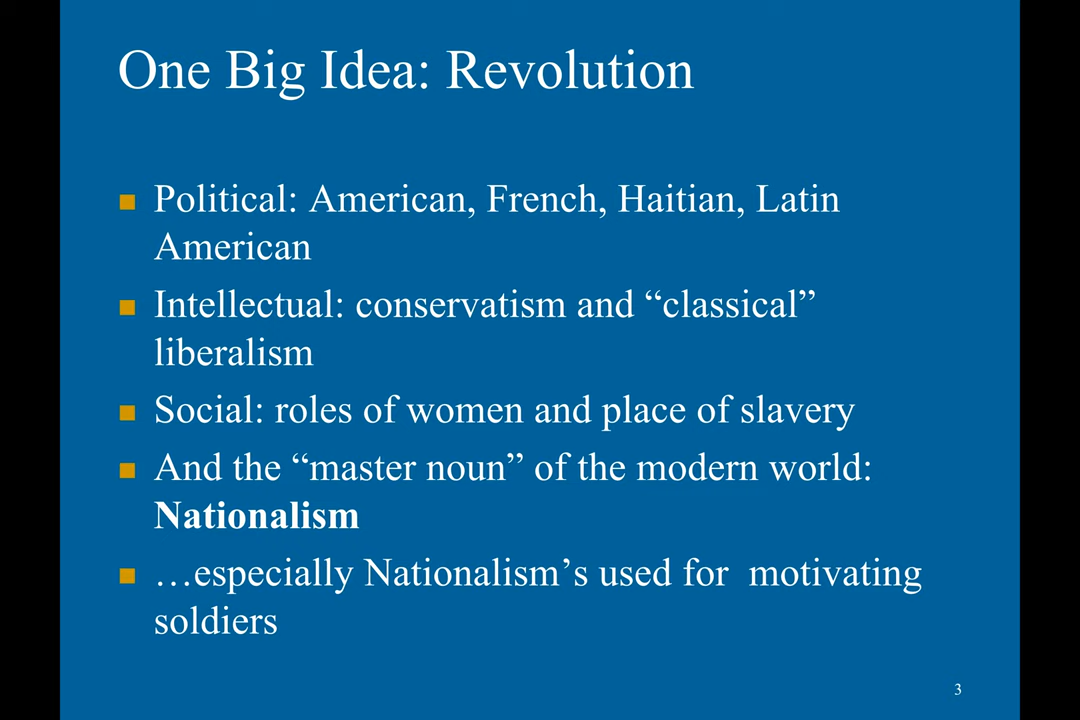 One Big Idea: Revolution
Political: American, French, Haitian, Latin
American
Intellectual: conservatism and “classical”
liberalism
Social: roles of women and place of slavery
And the “master noun” of the modern world:
Nationalism
…especially Nationalism’s used for  motivating
soldiers
3